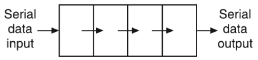 Serial
data
input
Serial
data
output